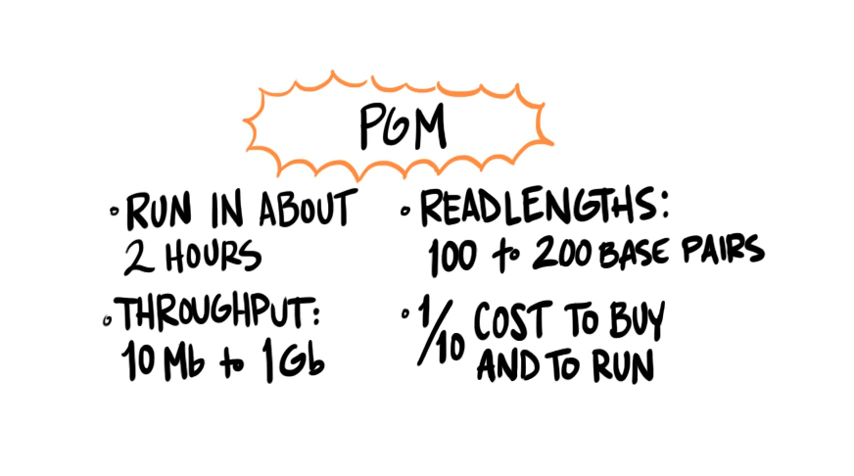 PGM
• RUN IN ABOUT
2 HOURS
• THROUGHPUT:
10 Mb to 1Gb
• READLENGTHS:
100 to 200 BASE PAIRS
• 1/10 COST TO BUY
AND TO RUN